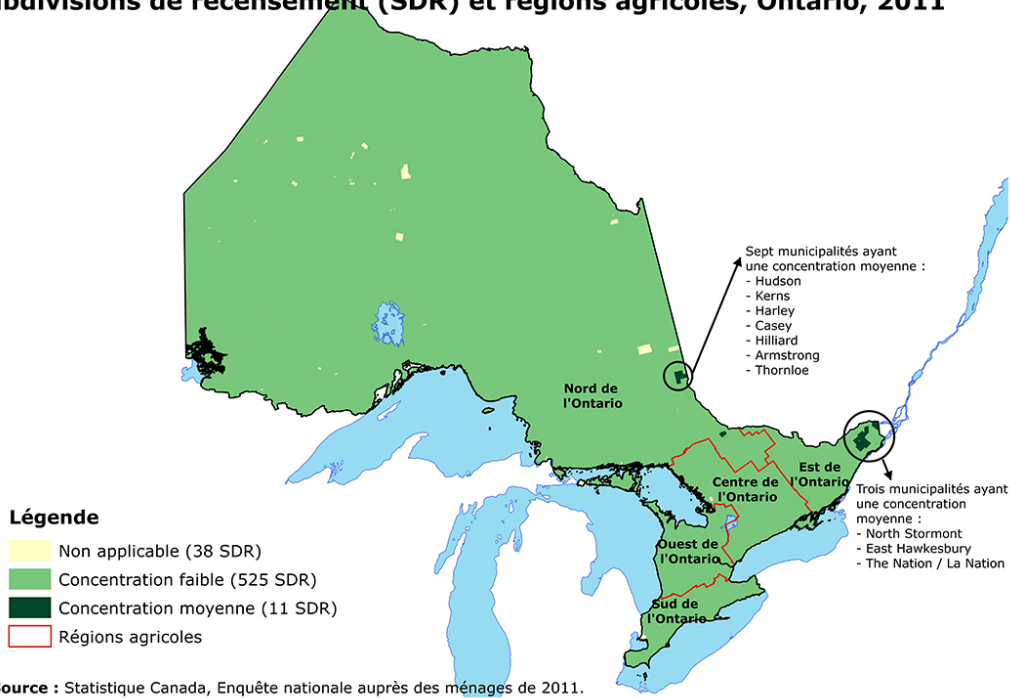 subdivisions de recensement (SDR) et régions agricoles, Ontario, 2011
Sept municipalités ayant
une concentration moyenne :
- Hudson
- Kerns
- Harley
- Casey
- Hilliard
- Armstrong
- Thornloe
Nord de
l'Ontario
Est de
l'Ontario
Centre de
l'Ontario
Ouest de
l'Ontario
Sud de
l'Ontario
Trois municipalités ayant
une concentration
moyenne :
- North Stormont
- East Hawkesbury
- The Nation / La Nation
Légende
Non applicable (38 SDR)
Concentration faible (525 SDR)
Concentration moyenne (11 SDR)
Régions agricoles
Source : Statistique Canada, Enquête nationale auprès des ménages de 2011.